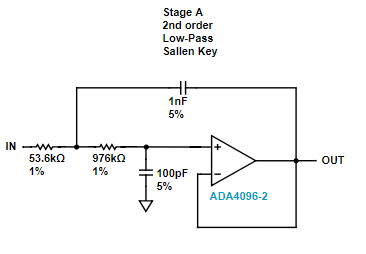 Stage A
2nd order
Low-Pass
Sallen Key
1nF
5%
IN
53.6kΩ
1%
976kΩ
1%
100pF
5%
+
−
OUT
ADA4096-2